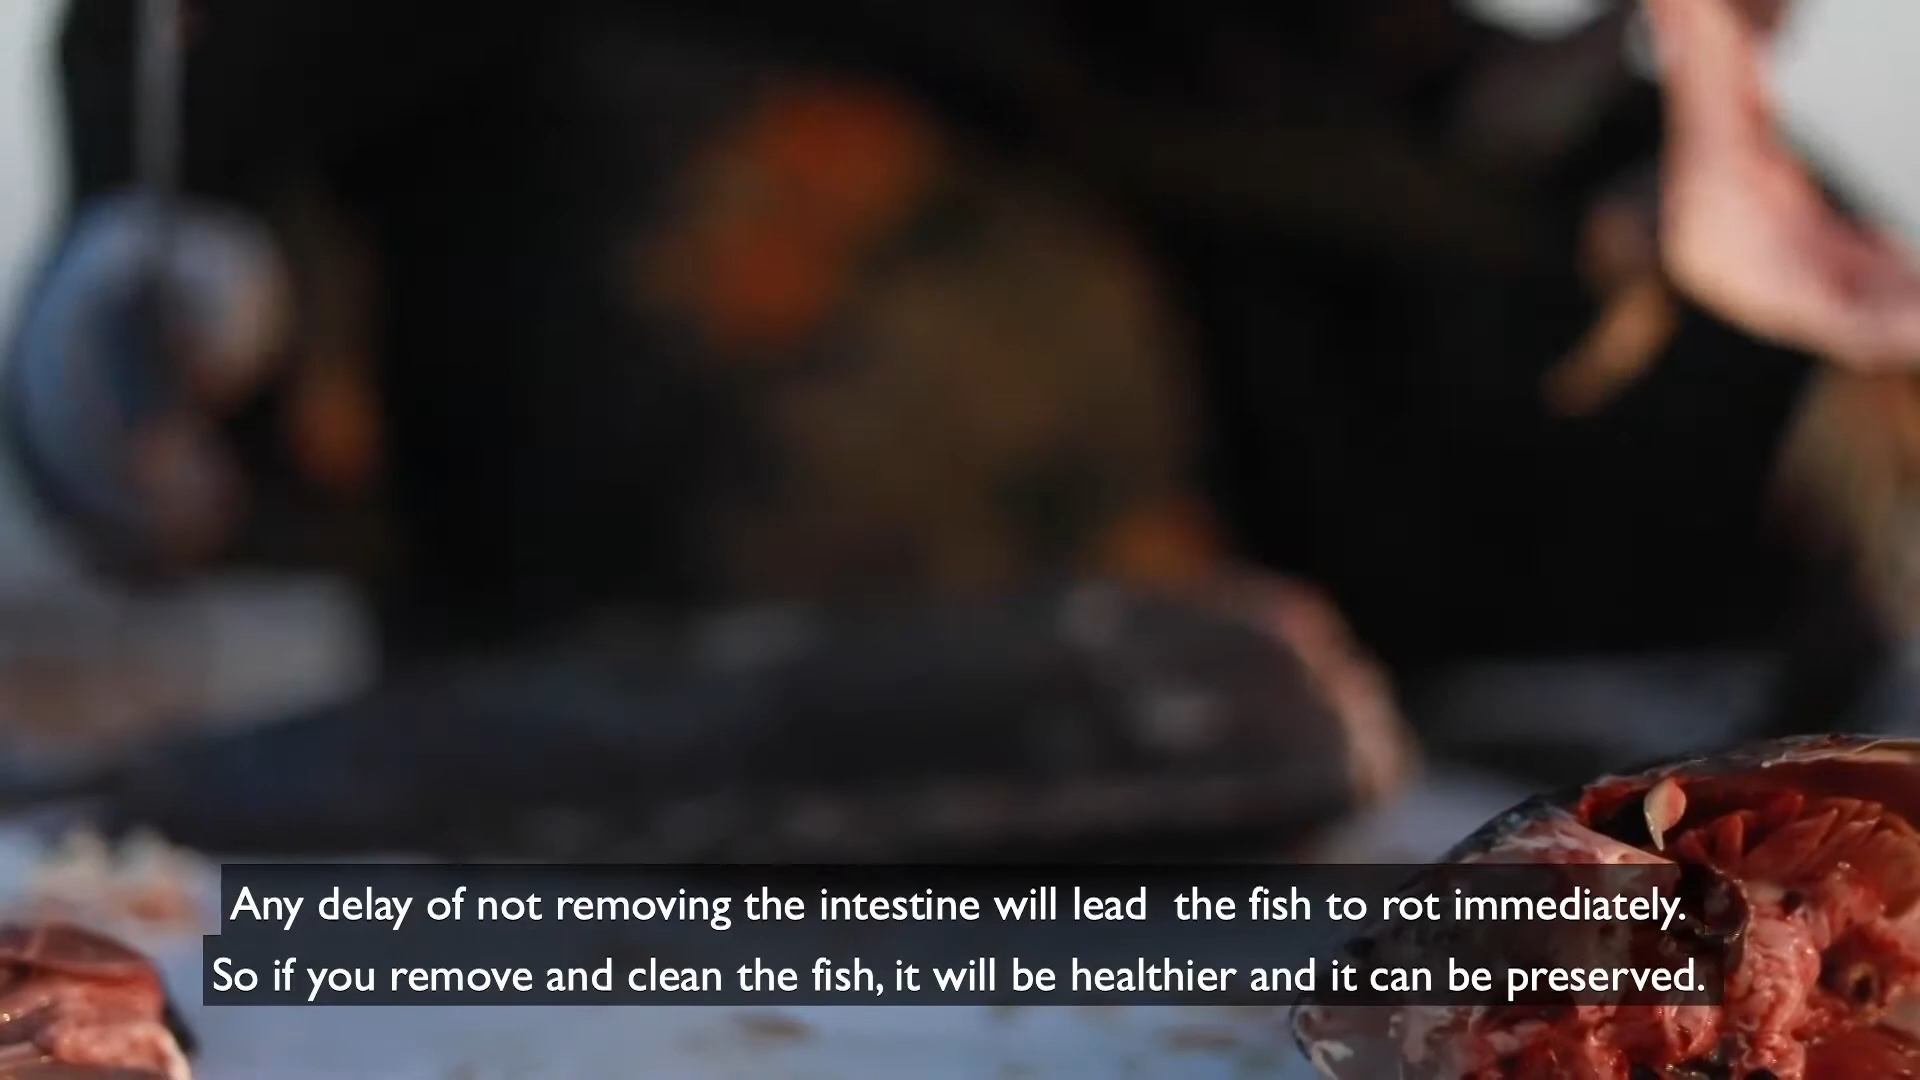 Any delay of not removing the intestine will lead  the fish to rot immediately.
So if you remove and clean the fish, it will be healthier and it can be preserved.